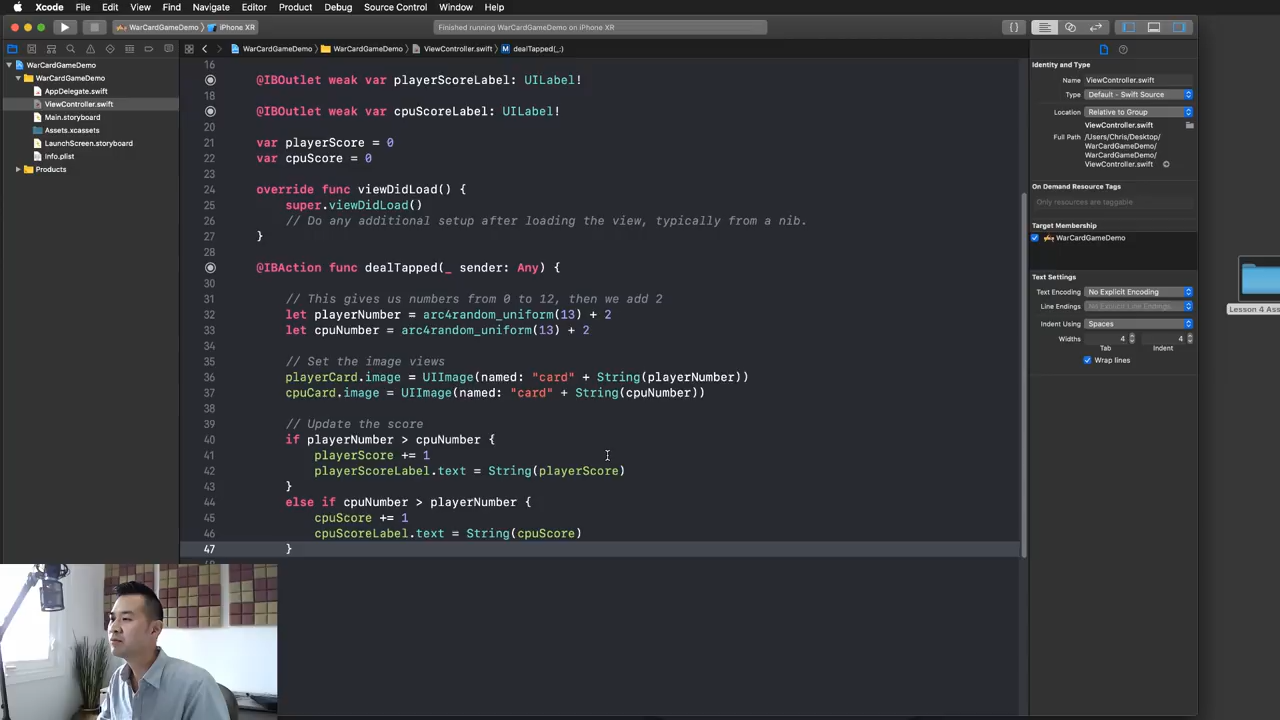 Xcode File Edit View Find Navigate Editor Product Debug Source Control Window Help
WarCardGameDemo iPhone XR
Finished running WarCardGameDemo on iPhone XR
WarCardGameDemo WarCardGameDemo ViewController.swift M dealTapped(_:)
WarCardGameDemo
WarCardGameDemo
AppDelegate.swift
ViewController.swift
Main.storyboard
Assets.xcassets
LaunchScreen.storyboard
Info.plist
Products
16
@IBOutlet weak var playerScoreLabel: UILabel!
18
@IBOutlet weak var cpuScoreLabel: UILabel!
20
21 var playerScore = 0
22 var cpuScore = 0
23
24 override func viewDidLoad() {
25 super.viewDidLoad()
26 // Do any additional setup after loading the view, typically from a nib.
27 }
28
@IBAction func dealTapped(_ sender: Any) {
30
31 // This gives us numbers from 0 to 12, then we add 2
32 let playerNumber = arc4random_uniform(13) + 2
33 let cpuNumber = arc4random_uniform(13) + 2
34
35 // Set the image views
36 playerCard.image = UIImage(named: "card" + String(playerNumber))
37 cpuCard.image = UIImage(named: "card" + String(cpuNumber))
38
39 // Update the score
40 if playerNumber > cpuNumber {
41 playerScore += 1
42 playerScoreLabel.text = String(playerScore)
43 }
44 else if cpuNumber > playerNumber {
45 cpuScore += 1
46 cpuScoreLabel.text = String(cpuScore)
47 }
Identity and Type
Name ViewController.swift
Type Default - Swift Source
Location Relative to Group
ViewController.swift
Full Path /Users/Chris/Desktop/
WarCardGameDemo/
WarCardGameDemo/
ViewController.swift
On Demand Resource Tags
Only resources are taggable
Target Membership
WarCardGameDemo
Text Settings
Text Encoding No Explicit Encoding
Line Endings No Explicit Line Endings
Indent Using Spaces
Widths 4 4
Tab Indent
Wrap lines
Lesson 4 Ass